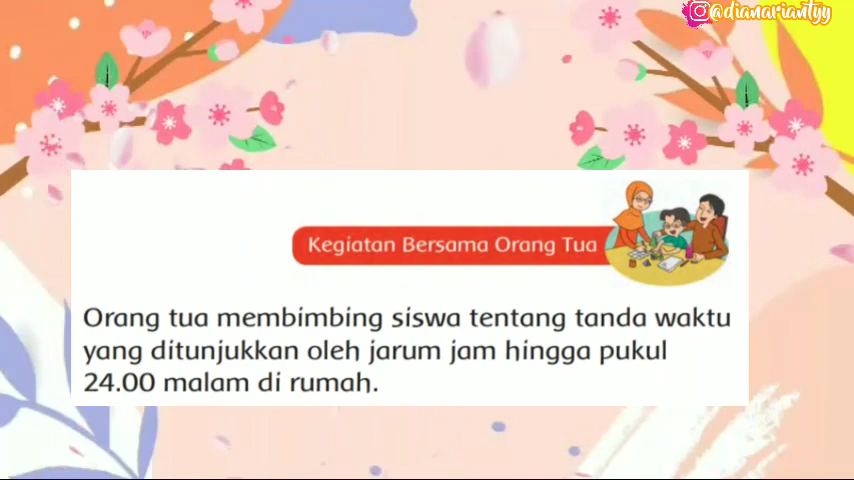 @dianariantyy
Kegiatan Bersama Orang Tua
Orang tua membimbing siswa tentang tanda waktu
yang ditunjukkan oleh jarum jam hingga pukul
24.00 malam di rumah.